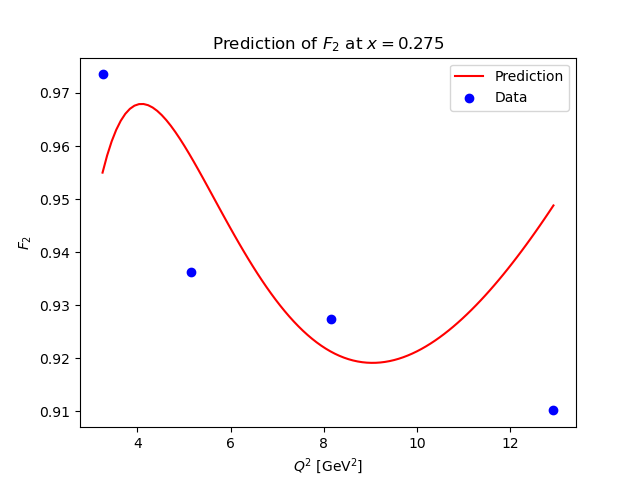 Prediction of $F_2$ at $x = 0.275$
Prediction
Data
0.97
0.96
0.95
0.94
0.93
0.92
0.91
$F_2$
4 6 8 10 12
$Q^2$ [GeV$^2$]